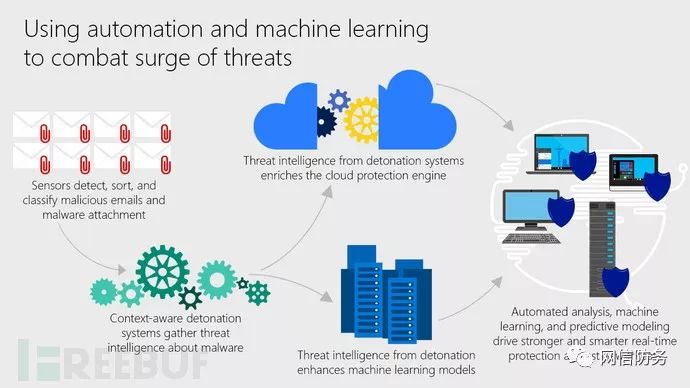 Using automation and machine learning
to combat surge of threats
Sensors detect, sort, and
classify malicious emails and
malware attachment
Threat intelligence from detonation systems
enriches the cloud protection engine
Context-aware detonation
systems gather threat
intelligence about malware
Threat intelligence from detonation
enhances machine learning models
Automated analysis, machine
learning, and predictive modeling
drive stronger and smarter real-time
protection
REEBUF
网信防务